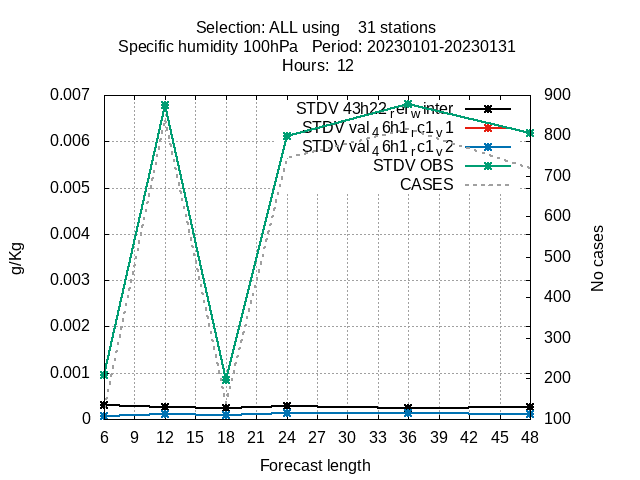 Selection: ALL using    31 stations
Specific humidity 100hPa   Period: 20230101-20230131
Hours:  12
0.007
0.006
0.005
0.004
0.003
0.002
0.001
0
900
800
700
600
500
400
300
200
100
STDV 43h22_rel_winter
STDV val_46h1_rc1_v1
STDV val_46h1_rc1_v2
STDV OBS
CASES
g/Kg
No cases
6 9 12 15 18 21 24 27 30 33 36 39 42 45 48
Forecast length